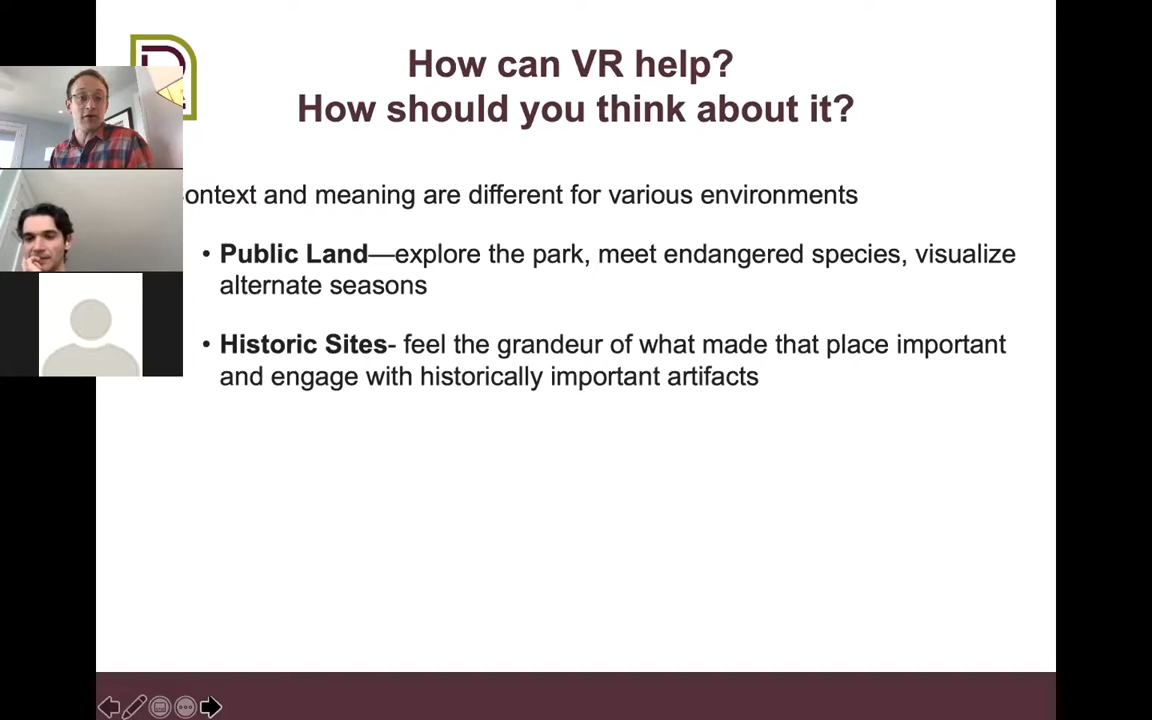 How can VR help?
How should you think about it?
ontext and meaning are different for various environments
• Public Land—explore the park, meet endangered species, visualize
alternate seasons
• Historic Sites- feel the grandeur of what made that place important
and engage with historically important artifacts